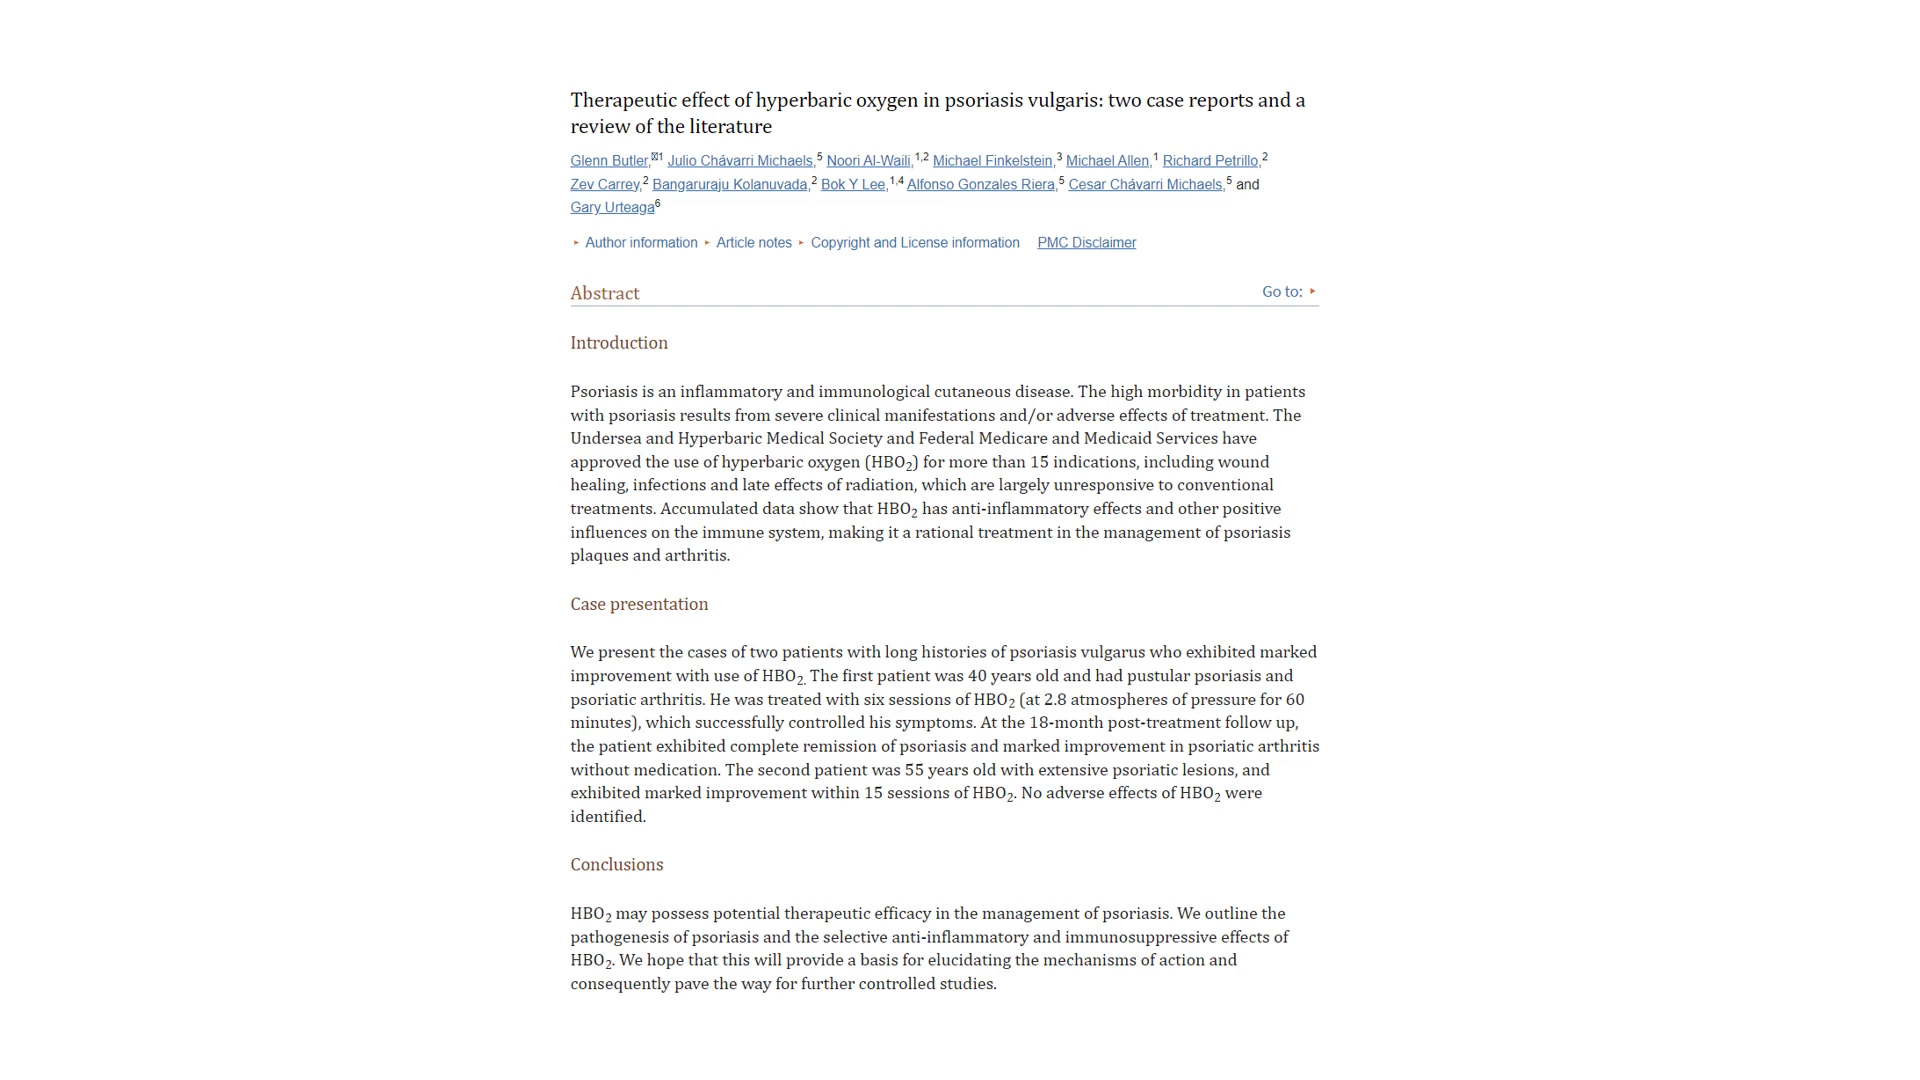 Therapeutic effect of hyperbaric oxygen in psoriasis vulgaris: two case reports and a
review of the literature
Glenn Butler,✉1 Julio Chávarri Michaels,5 Noori Al-Waili,1,2 Michael Finkelstein,3 Michael Allen,1 Richard Petrillo,2
Zev Carrey,2 Bangaruraju Kolanuvada,2 Bok Y Lee,1,4 Alfonso Gonzales Riera,5 Cesar Chávarri Michaels,5 and
Gary Urteaga6
▸ Author information ▸ Article notes ▸ Copyright and License information PMC Disclaimer
Abstract Go to: ▸
Introduction
Psoriasis is an inflammatory and immunological cutaneous disease. The high morbidity in patients
with psoriasis results from severe clinical manifestations and/or adverse effects of treatment. The
Undersea and Hyperbaric Medical Society and Federal Medicare and Medicaid Services have
approved the use of hyperbaric oxygen (HBO2) for more than 15 indications, including wound
healing, infections and late effects of radiation, which are largely unresponsive to conventional
treatments. Accumulated data show that HBO2 has anti-inflammatory effects and other positive
influences on the immune system, making it a rational treatment in the management of psoriasis
plaques and arthritis.
Case presentation
We present the cases of two patients with long histories of psoriasis vulgarus who exhibited marked
improvement with use of HBO2. The first patient was 40 years old and had pustular psoriasis and
psoriatic arthritis. He was treated with six sessions of HBO2 (at 2.8 atmospheres of pressure for 60
minutes), which successfully controlled his symptoms. At the 18-month post-treatment follow up,
the patient exhibited complete remission of psoriasis and marked improvement in psoriatic arthritis
without medication. The second patient was 55 years old with extensive psoriatic lesions, and
exhibited marked improvement within 15 sessions of HBO2. No adverse effects of HBO2 were
identified.
Conclusions
HBO2 may possess potential therapeutic efficacy in the management of psoriasis. We outline the
pathogenesis of psoriasis and the selective anti-inflammatory and immunosuppressive effects of
HBO2. We hope that this will provide a basis for elucidating the mechanisms of action and
consequently pave the way for further controlled studies.